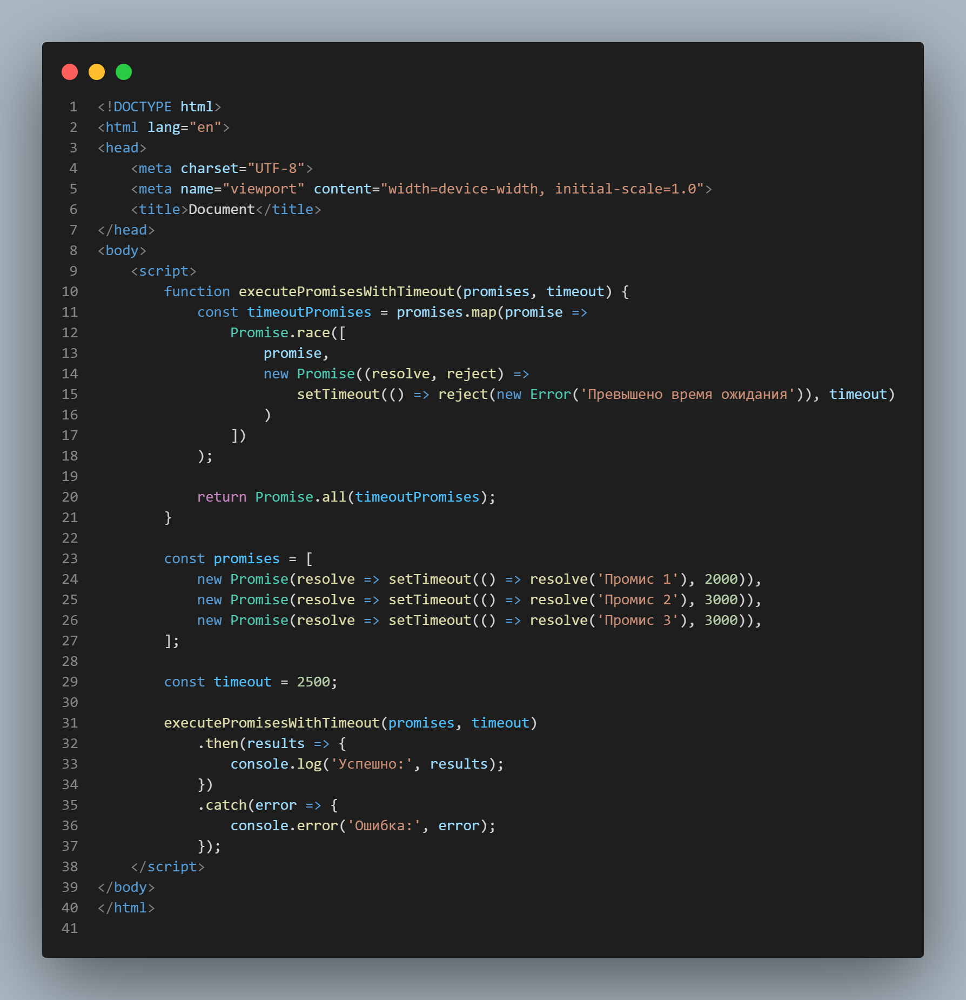 1 <!DOCTYPE html>
2 <html lang="en">
3 <head>
4     <meta charset="UTF-8">
5     <meta name="viewport" content="width=device-width, initial-scale=1.0">
6     <title>Document</title>
7 </head>
8 <body>
9     <script>
10         function executePromisesWithTimeout(promises, timeout) {
11             const timeoutPromises = promises.map(promise =>
12                 Promise.race([
13                     promise,
14                     new Promise((resolve, reject) =>
15                         setTimeout(() => reject(new Error('Превышено время ожидания')), timeout)
16                     )
17                 ])
18             );
19
20             return Promise.all(timeoutPromises);
21         }
22
23         const promises = [
24             new Promise(resolve => setTimeout(() => resolve('Промис 1'), 2000)),
25             new Promise(resolve => setTimeout(() => resolve('Промис 2'), 3000)),
26             new Promise(resolve => setTimeout(() => resolve('Промис 3'), 3000)),
27         ];
28
29         const timeout = 2500;
30
31         executePromisesWithTimeout(promises, timeout)
32             .then(results => {
33                 console.log('Успешно:', results);
34             })
35             .catch(error => {
36                 console.error('Ошибка:', error);
37             });
38     </script>
39 </body>
40 </html>
41